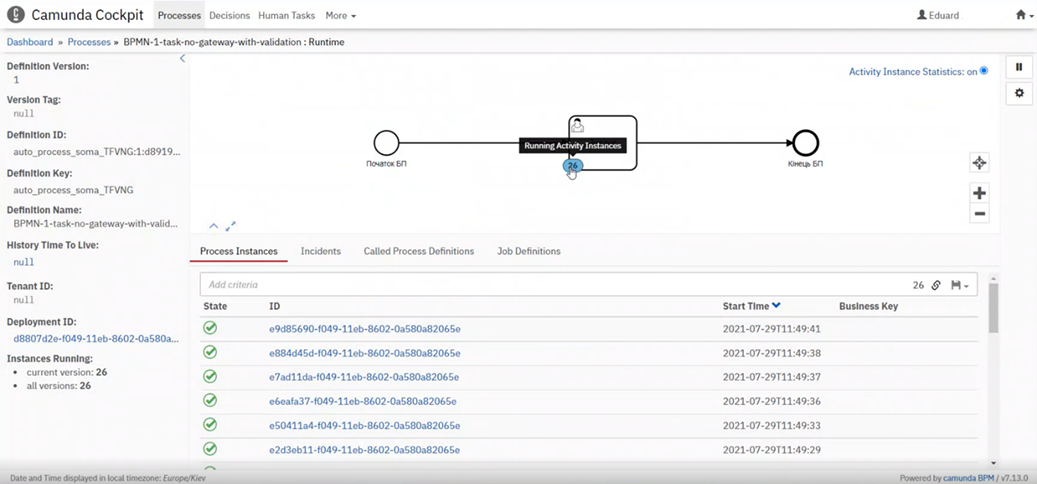 Camunda Cockpit Processes Decisions Human Tasks More Eduard
Dashboard » Processes » BPMN-1-task-no-gateway-with-validation : Runtime
Definition Version:
1
Version Tag:
null
Definition ID:
auto_process_soma_TFVNG:1:d8919...
Definition Key:
auto_process_soma_TFVNG
Definition Name:
BPMN-1-task-no-gateway-with-valid...
History Time To Live:
null
Tenant ID:
null
Deployment ID:
d8807d2e-f049-11eb-8602-0a580a...
Instances Running:
current version: 26
all versions: 26
Activity Instance Statistics: on
Running Activity Instances
26
Початок БП
Кінець БП
Process Instances Incidents Called Process Definitions Job Definitions
Add criteria 26
State ID Start Time Business Key
e9d85690-f049-11eb-8602-0a580a82065e 2021-07-29T11:49:41
e884d45d-f049-11eb-8602-0a580a82065e 2021-07-29T11:49:38
e7ad11da-f049-11eb-8602-0a580a82065e 2021-07-29T11:49:37
e6eafa37-f049-11eb-8602-0a580a82065e 2021-07-29T11:49:36
e50411a4-f049-11eb-8602-0a580a82065e 2021-07-29T11:49:33
e2d3eb11-f049-11eb-8602-0a580a82065e 2021-07-29T11:49:29
Date and Time displayed in local timezone: Europe/Kiev
Powered by camunda BPM / v7.13.0